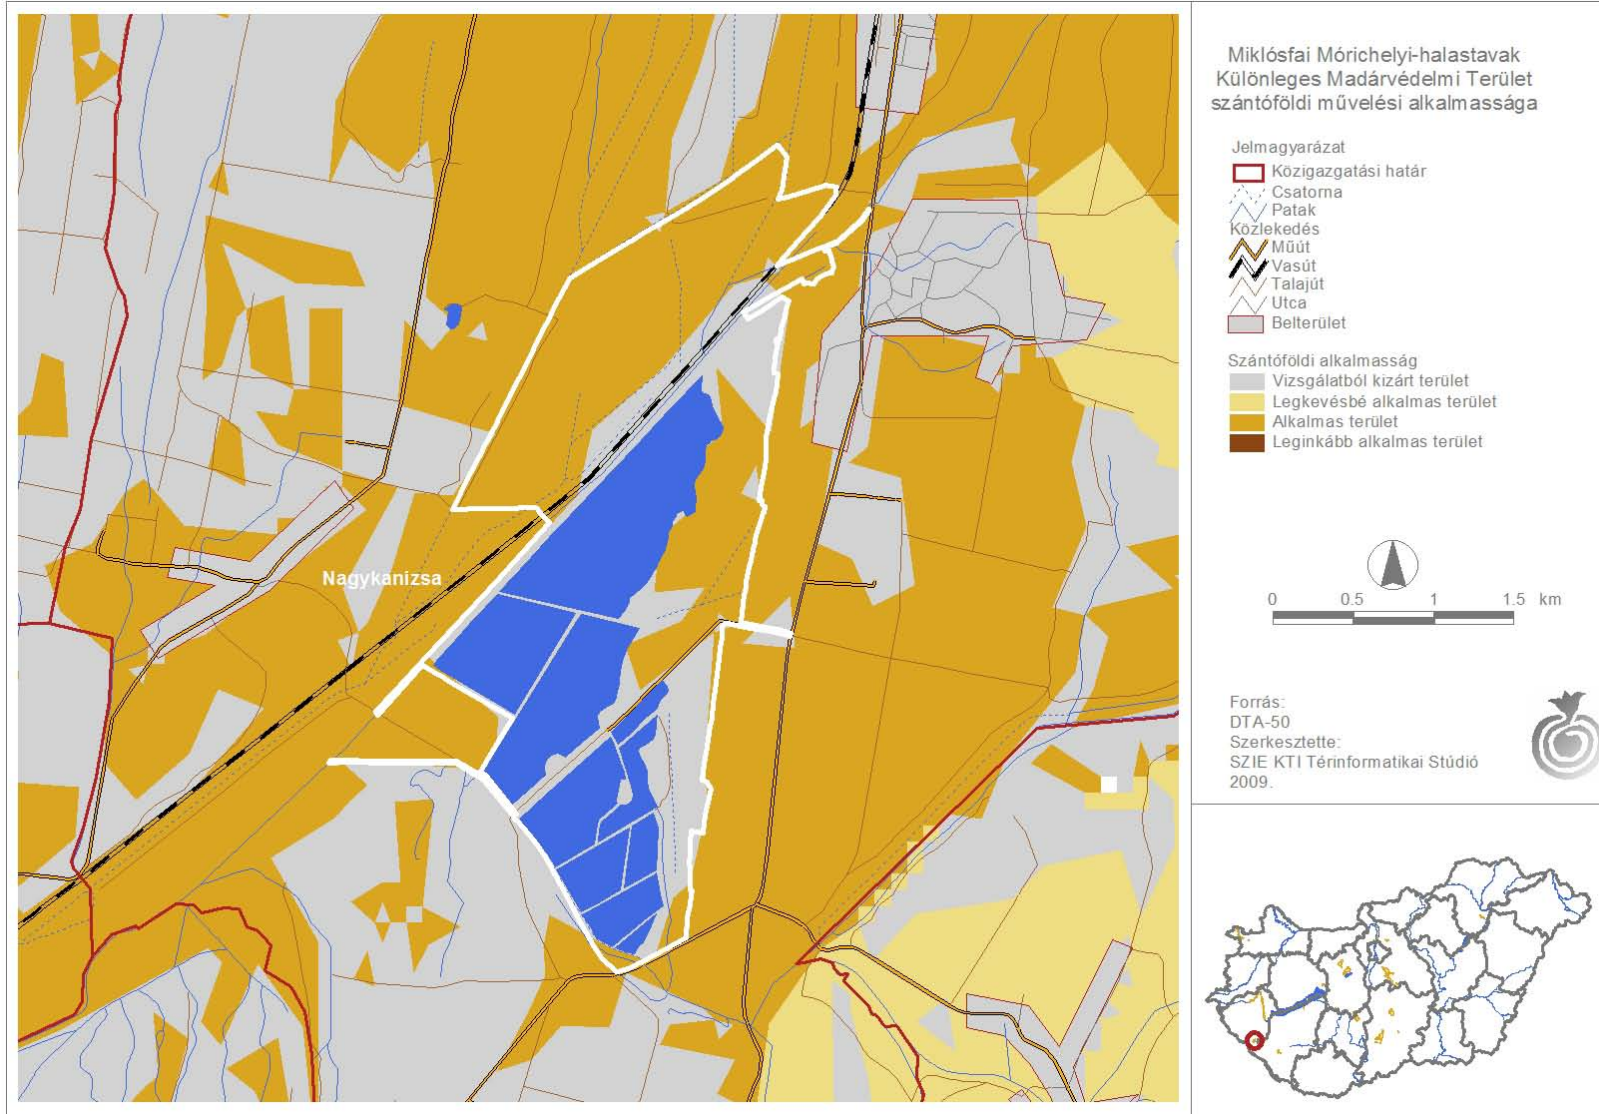 Miklósfai Mórichelyi-halastavak
Különleges Madárvédelmi Terület
szántóföldi művelési alkalmassága
Jelmagyarázat
Közigazgatási határ
Csatorna
Patak
Közlekedés
Műút
Vasút
Talajút
Utca
Belterület
Szántóföldi alkalmasság
Vizsgálatból kizárt terület
Legkevésbé alkalmas terület
Alkalmas terület
Leginkább alkalmas terület
Nagykanizsa
0 0.5 1 1.5 km
Forrás:
DTA-50
Szerkesztette:
SZIE KTI Térinformatikai Stúdió
2009.